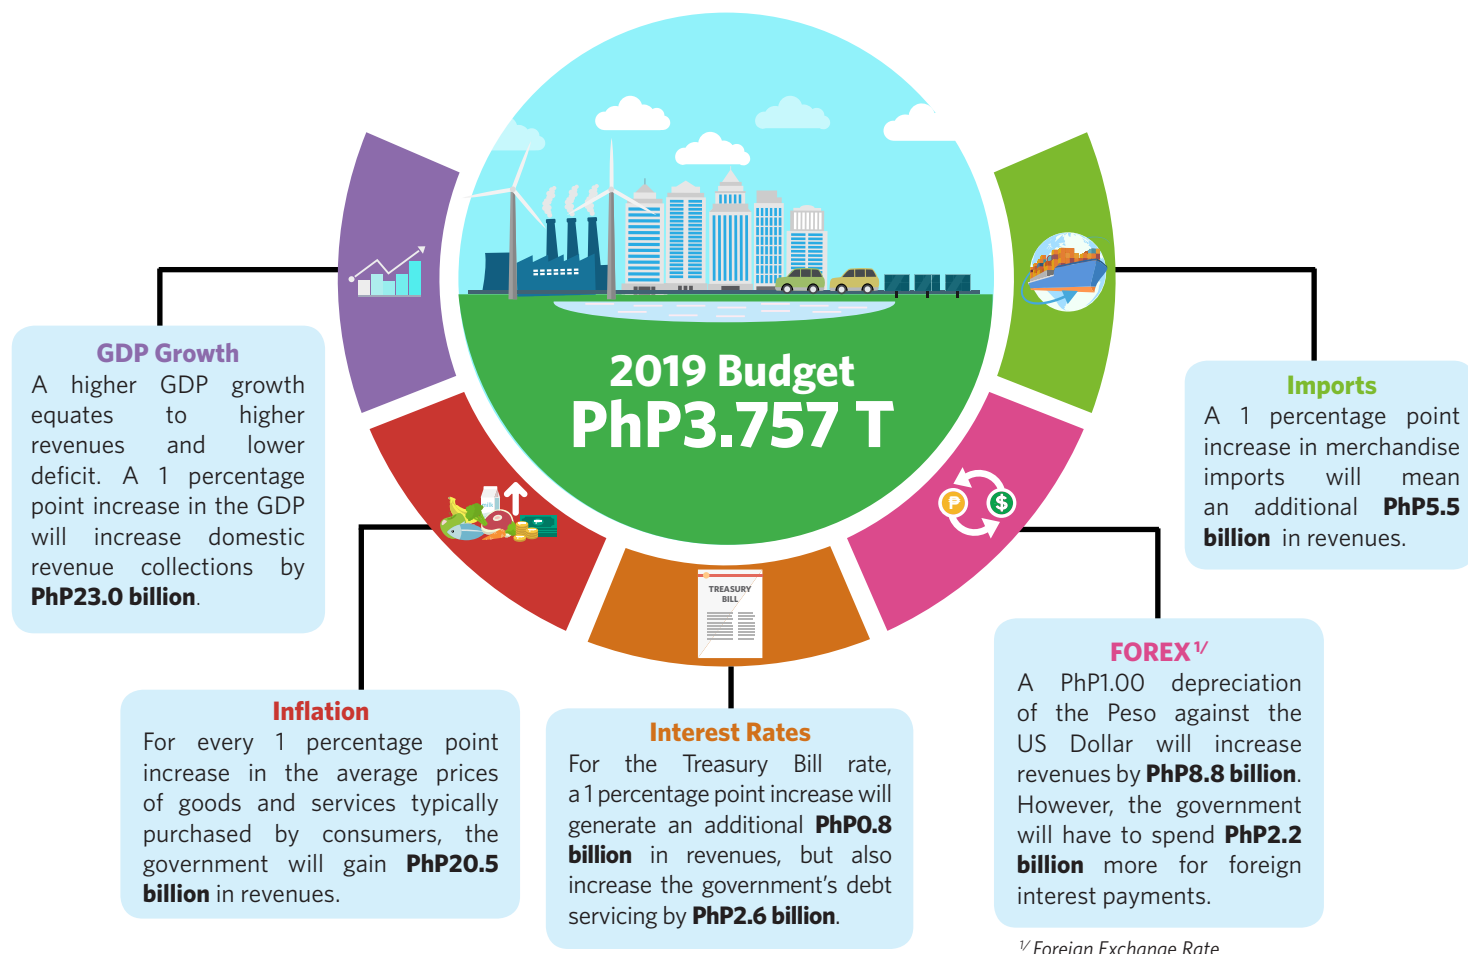 2019 Budget
PhP3.757 T
GDP Growth
A higher GDP growth
equates to higher
revenues and lower
deficit. A 1 percentage
point increase in the GDP
will increase domestic
revenue collections by
PhP23.0 billion.
Inflation
For every 1 percentage point
increase in the average prices
of goods and services typically
purchased by consumers, the
government will gain PhP20.5
billion in revenues.
TREASURY
BILL
Interest Rates
For the Treasury Bill rate,
a 1 percentage point increase will
generate an additional PhP0.8
billion in revenues, but also
increase the government’s debt
servicing by PhP2.6 billion.
P
$
FOREX 1/
A PhP1.00 depreciation
of the Peso against the
US Dollar will increase
revenues by PhP8.8 billion.
However, the government
will have to spend PhP2.2
billion more for foreign
interest payments.
1/ Foreign Exchange Rate
Imports
A 1 percentage point
increase in merchandise
imports will mean
an additional PhP5.5
billion in revenues.